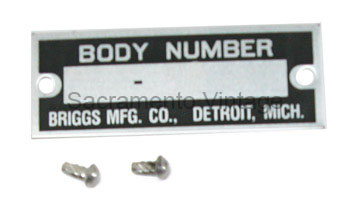 BODY NUMBER
-
Sacramento Vintage
BRIGGS MFG. CO., DETROIT, MICH.